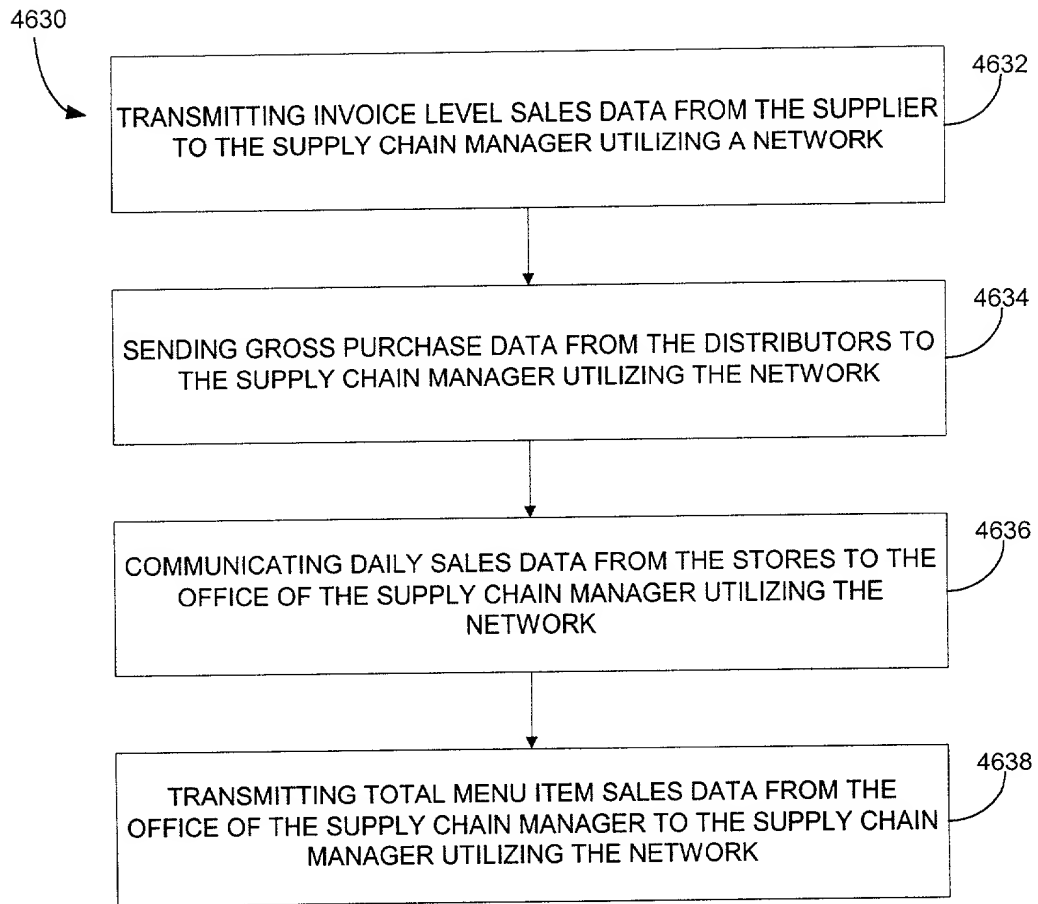 4630
4632
TRANSMITTING INVOICE LEVEL SALES DATA FROM THE SUPPLIER
TO THE SUPPLY CHAIN MANAGER UTILIZING A NETWORK
4634
SENDING GROSS PURCHASE DATA FROM THE DISTRIBUTORS TO
THE SUPPLY CHAIN MANAGER UTILIZING THE NETWORK
4636
COMMUNICATING DAILY SALES DATA FROM THE STORES TO THE
OFFICE OF THE SUPPLY CHAIN MANAGER UTILIZING THE
NETWORK
4638
TRANSMITTING TOTAL MENU ITEM SALES DATA FROM THE
OFFICE OF THE SUPPLY CHAIN MANAGER TO THE SUPPLY CHAIN
MANAGER UTILIZING THE NETWORK